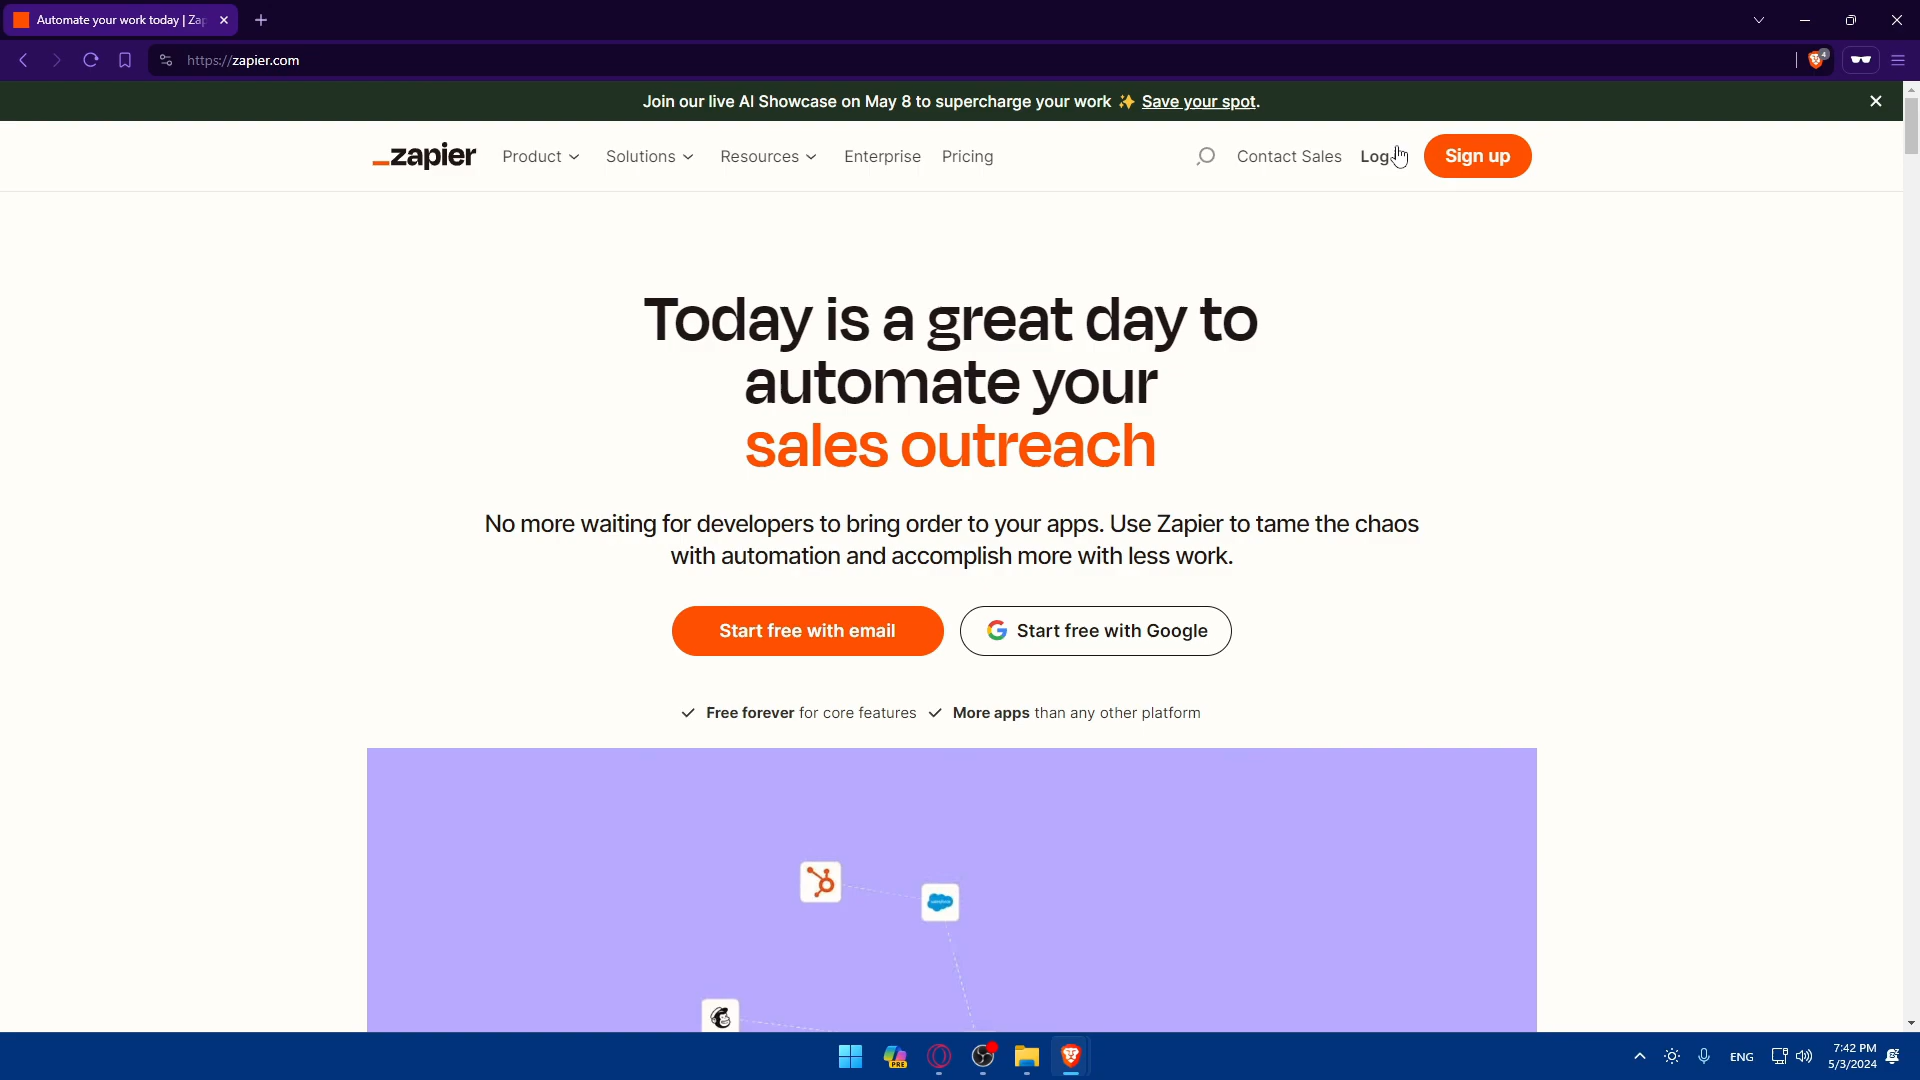 Automate your work today | Zap
https://zapier.com
4
Join our live AI Showcase on May 8 to supercharge your work ✨ Save your spot.
_zapier
Product
Solutions
Resources
Enterprise
Pricing
Contact Sales
Log
Sign up
Today is a great day to
automate your
sales outreach
No more waiting for developers to bring order to your apps. Use Zapier to tame the chaos
with automation and accomplish more with less work.
Start free with email
Start free with Google
Free forever for core features
More apps than any other platform
salesforce
PRE
ENG
7:42 PM
5/3/2024